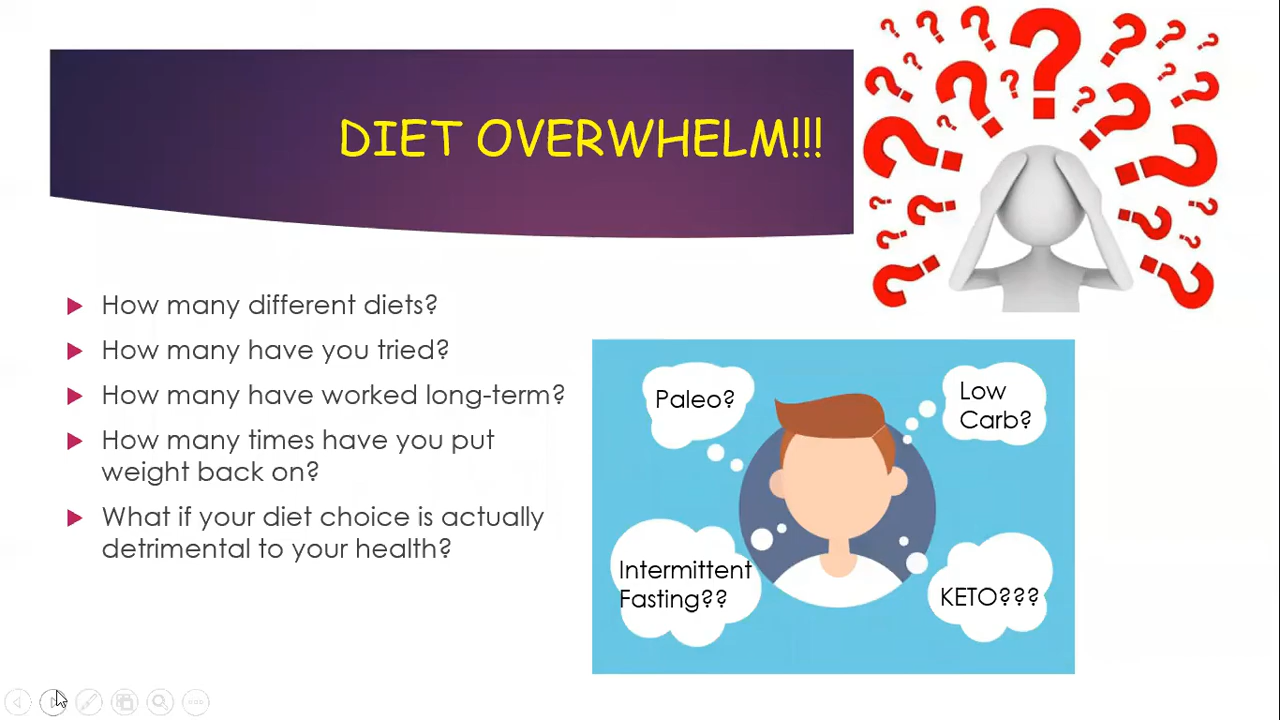 DIET OVERWHELM!!!
How many different diets?
How many have you tried?
How many have worked long-term?
How many times have you put
weight back on?
What if your diet choice is actually
detrimental to your health?
Paleo?
Low
Carb?
Intermittent
Fasting??
KETO???